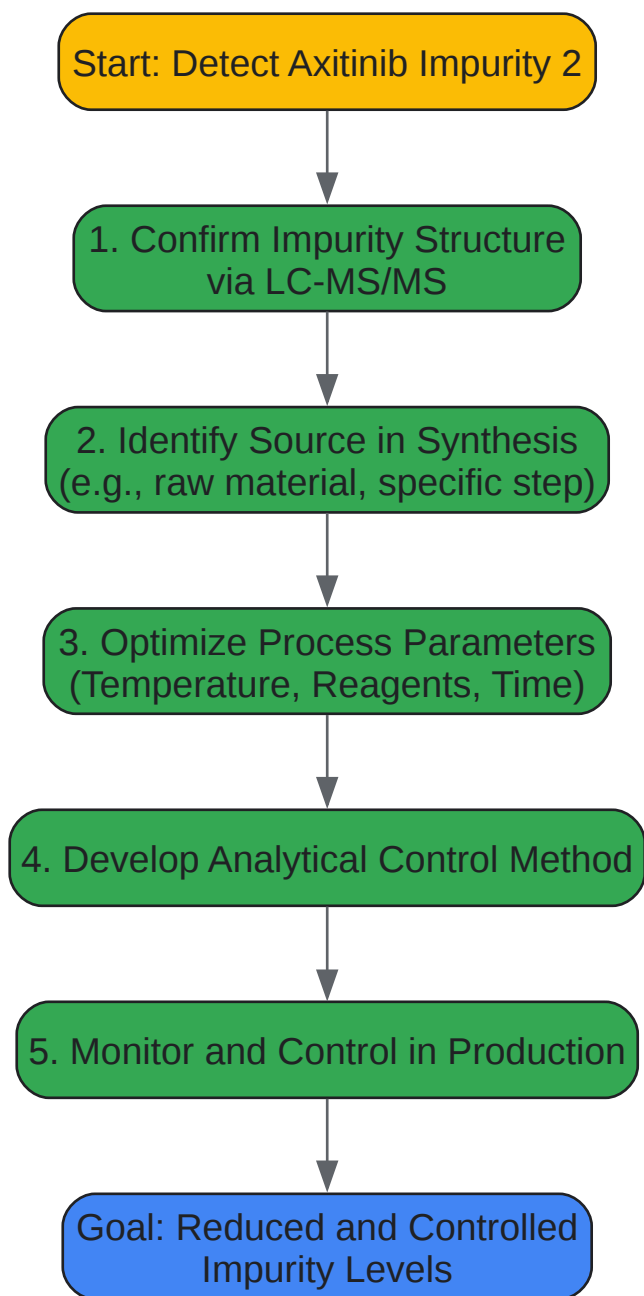 Start: Detect Axitinib Impurity 2
1. Confirm Impurity Structure
via LC-MS/MS
2. Identify Source in Synthesis
(e.g., raw material, specific step)
3. Optimize Process Parameters
(Temperature, Reagents, Time)
4. Develop Analytical Control Method
5. Monitor and Control in Production
Goal: Reduced and Controlled
Impurity Levels